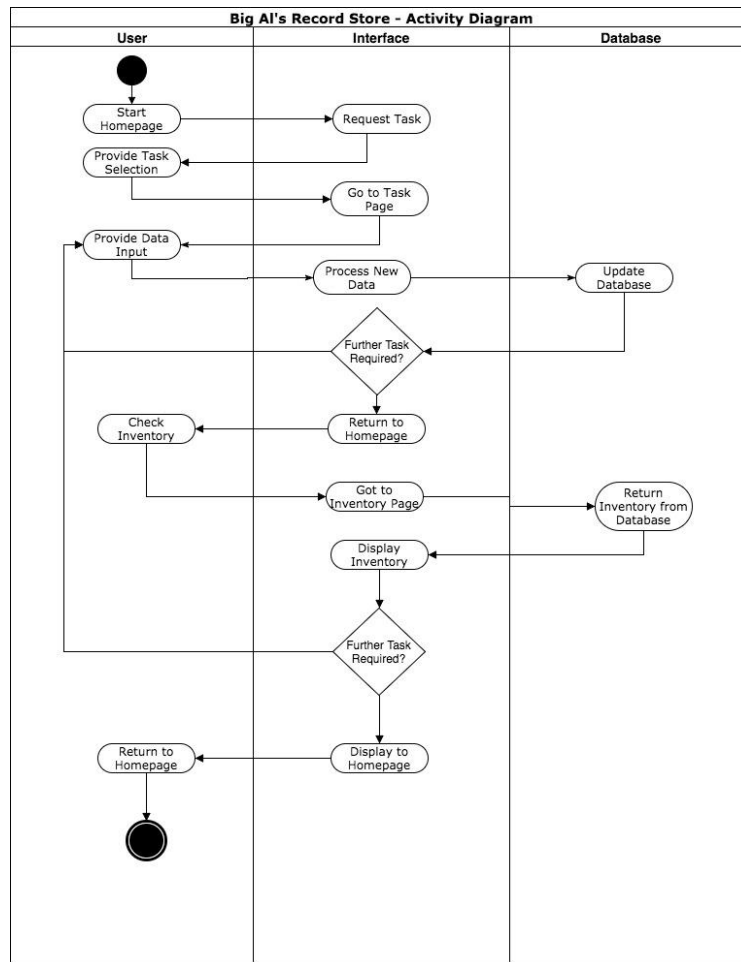 Big Al's Record Store - Activity Diagram
User
Interface
Database
Start
Homepage
Request Task
Provide Task
Selection
Go to Task
Page
Provide Data
Input
Process New
Data
Update
Database
Further Task
Required?
Check
Inventory
Return to
Homepage
Got to
Inventory Page
Return
Inventory from
Database
Display
Inventory
Further Task
Required?
Return to
Homepage
Display to
Homepage